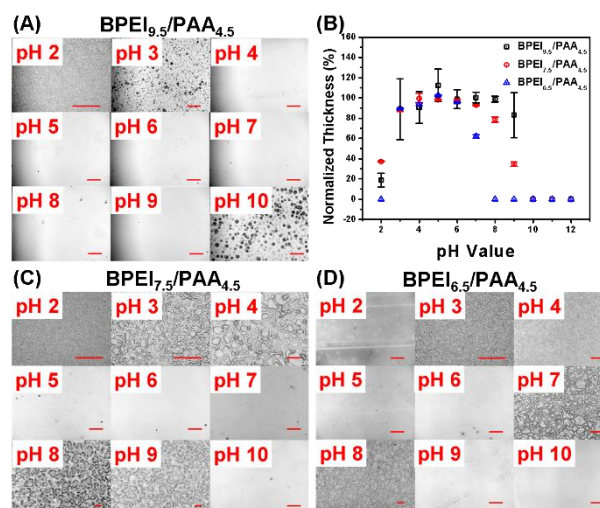 (A) BPEI9.5/PAA4.5
pH 2 pH 3 pH 4
pH 5 pH 6 pH 7
pH 8 pH 9 pH 10
(B)
Normalized Thickness (%)
160
140
120
100
80
60
40
20
0
-20
BPEI9.5/PAA4.5
BPEI7.5/PAA4.5
BPEI6.5/PAA4.5
2 4 6 8 10 12
pH Value
(C) BPEI7.5/PAA4.5
pH 2 pH 3 pH 4
pH 5 pH 6 pH 7
pH 8 pH 9 pH 10
(D) BPEI6.5/PAA4.5
pH 2 pH 3 pH 4
pH 5 pH 6 pH 7
pH 8 pH 9 pH 10